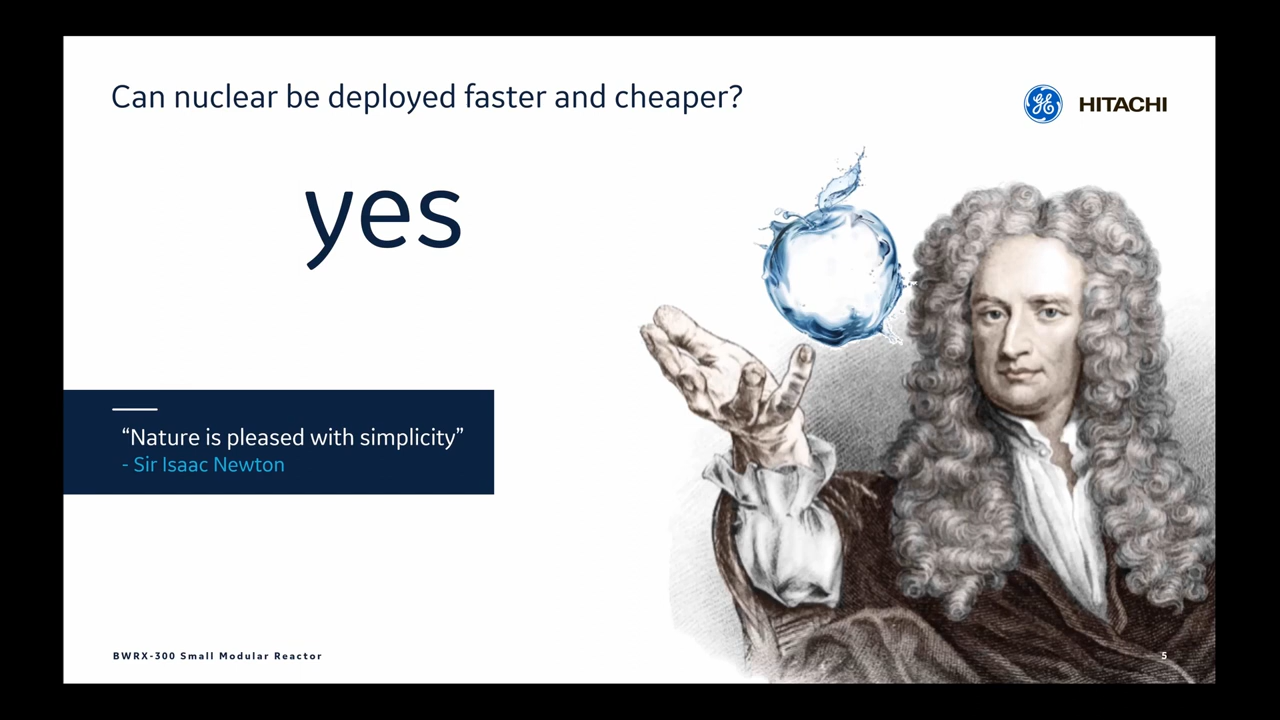 Can nuclear be deployed faster and cheaper?
GE HITACHI
yes
“Nature is pleased with simplicity”
- Sir Isaac Newton
BWRX-300 Small Modular Reactor
5